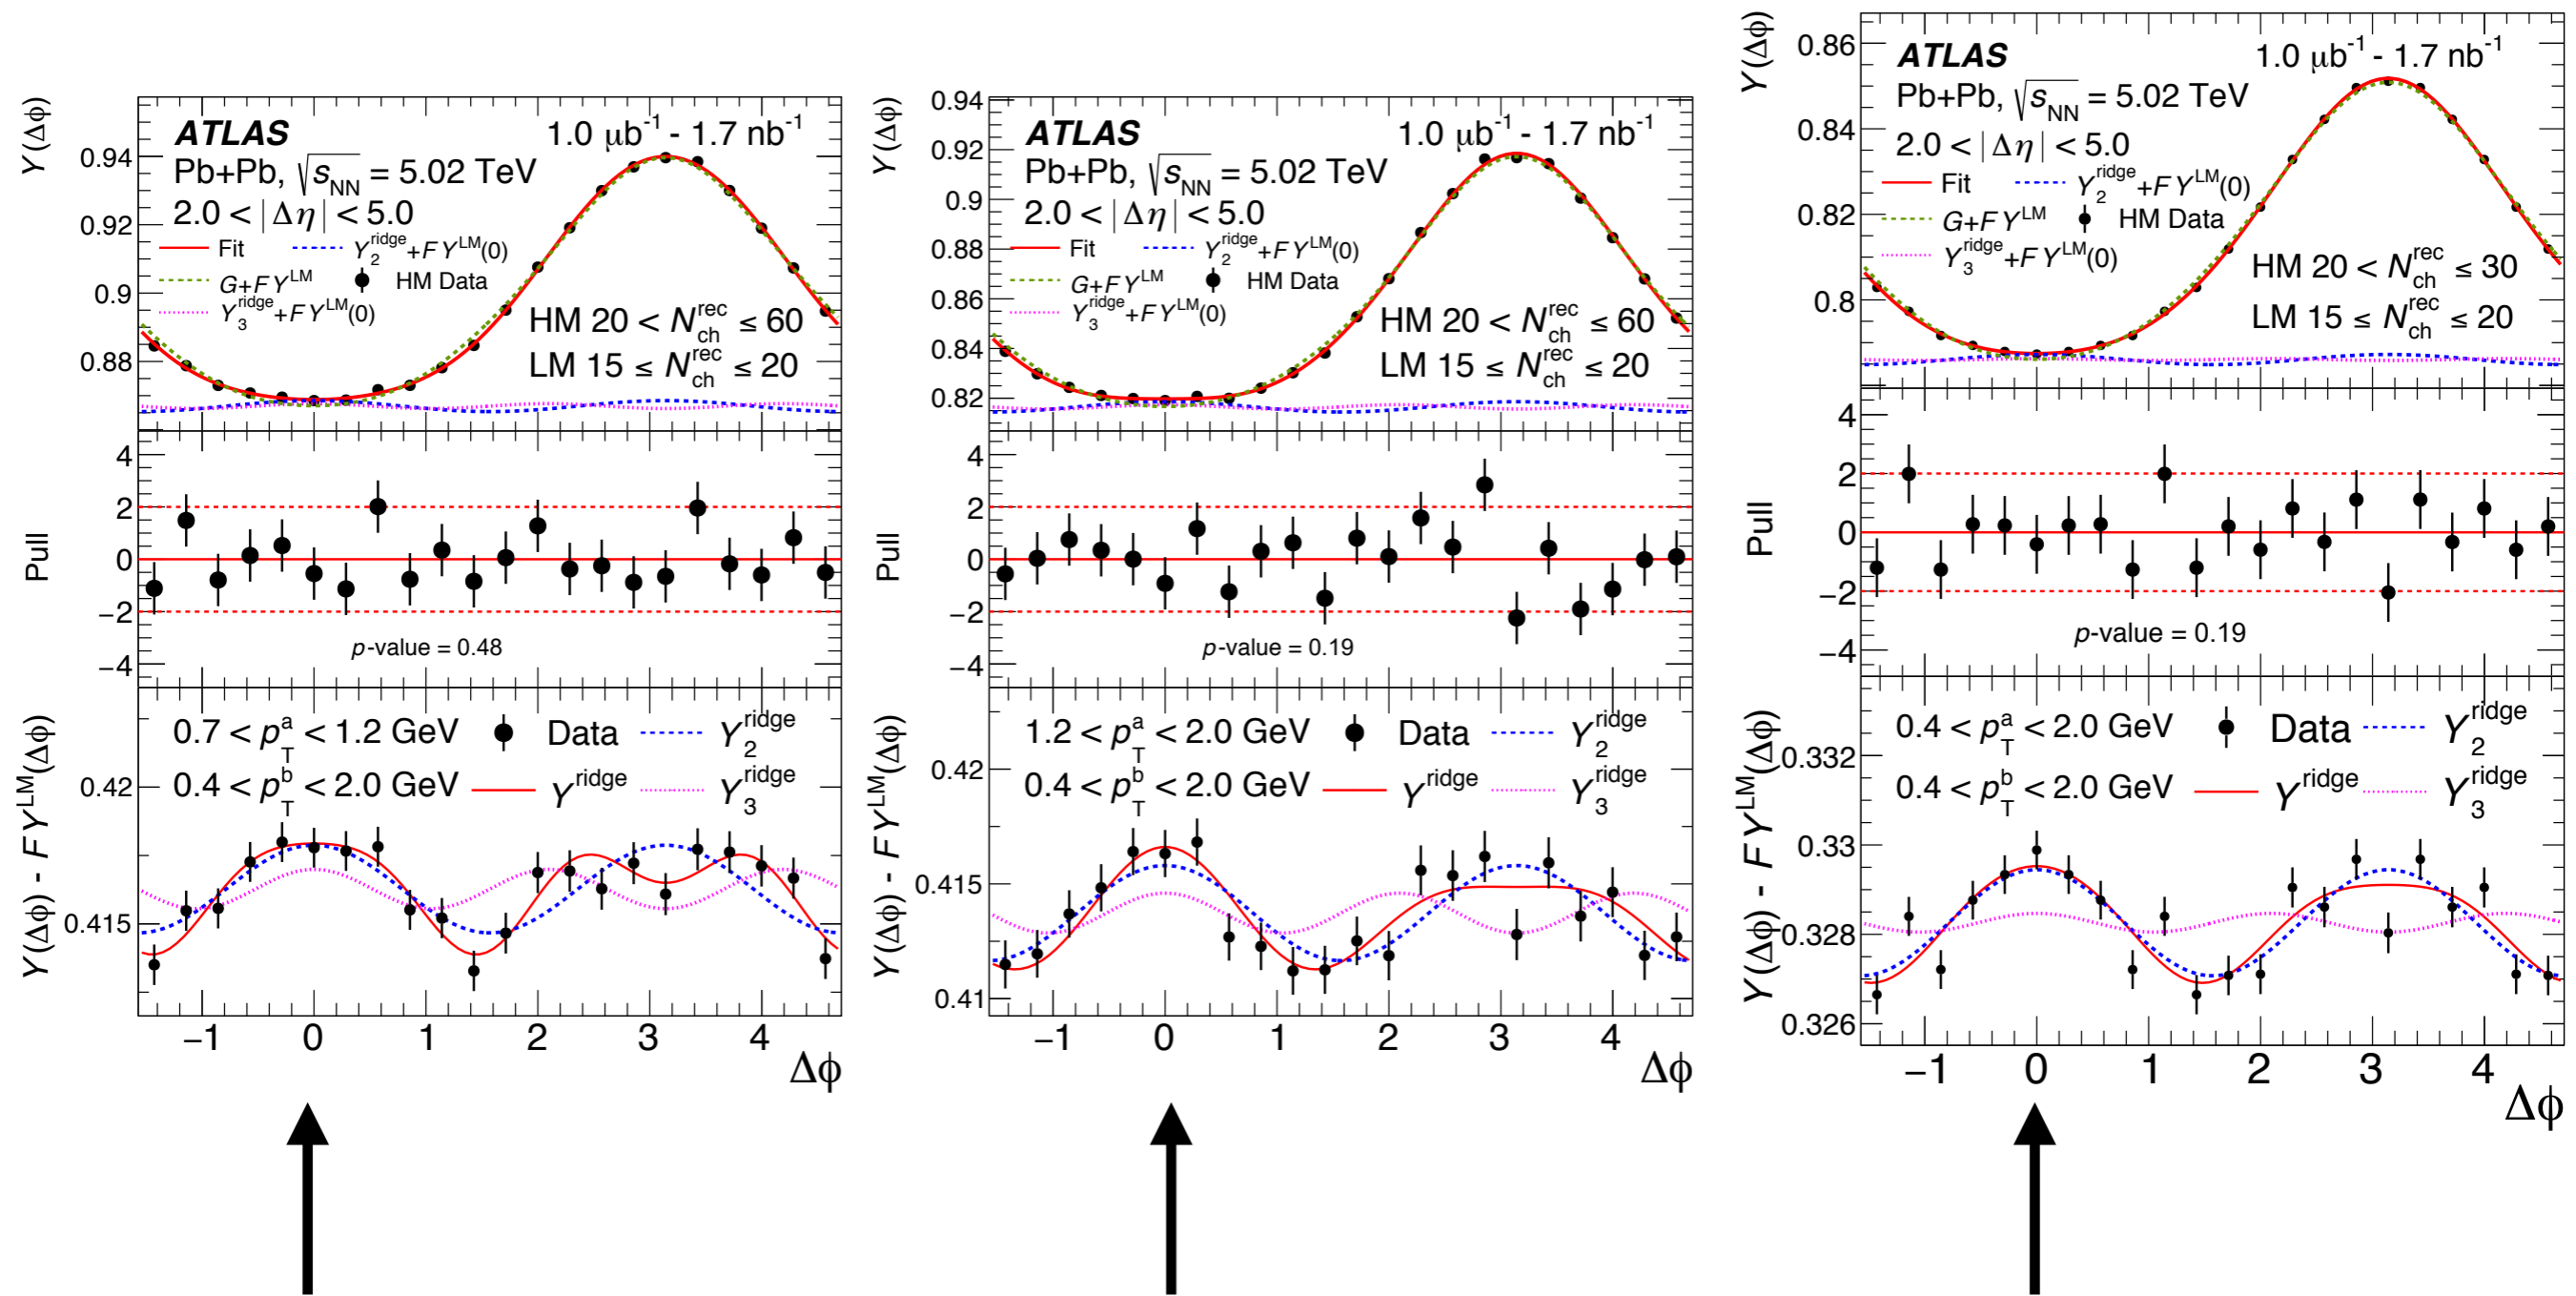 Y(Δϕ)
ATLAS 1.0 μb⁻¹ - 1.7 nb⁻¹
Pb+Pb, √s_NN = 5.02 TeV
2.0 < |Δη| < 5.0
Fit Y₂^ridge + F Y^LM(0)
G+F Y^LM HM Data
Y₃^ridge + F Y^LM(0)
HM 20 < N_ch^rec ≤ 60
LM 15 ≤ N_ch^rec ≤ 20
0.94
0.92
0.9
0.88
Pull
4
2
0
−2
−4
p-value = 0.48
Y(Δϕ) - F Y^LM(Δϕ)
0.7 < p_T^a < 1.2 GeV Data Y₂^ridge
0.4 < p_T^b < 2.0 GeV Y^ridge Y₃^ridge
0.42
0.415
−1 0 1 2 3 4
Δϕ
Y(Δϕ)
ATLAS 1.0 μb⁻¹ - 1.7 nb⁻¹
Pb+Pb, √s_NN = 5.02 TeV
2.0 < |Δη| < 5.0
Fit Y₂^ridge + F Y^LM(0)
G+F Y^LM HM Data
Y₃^ridge + F Y^LM(0)
HM 20 < N_ch^rec ≤ 60
LM 15 ≤ N_ch^rec ≤ 20
0.94
0.92
0.9
0.88
0.86
0.84
0.82
Pull
4
2
0
−2
−4
p-value = 0.19
Y(Δϕ) - F Y^LM(Δϕ)
1.2 < p_T^a < 2.0 GeV Data Y₂^ridge
0.4 < p_T^b < 2.0 GeV Y^ridge Y₃^ridge
0.42
0.415
0.41
−1 0 1 2 3 4
Δϕ
Y(Δϕ)
ATLAS 1.0 μb⁻¹ - 1.7 nb⁻¹
Pb+Pb, √s_NN = 5.02 TeV
2.0 < |Δη| < 5.0
Fit Y₂^ridge + F Y^LM(0)
G+F Y^LM HM Data
Y₃^ridge + F Y^LM(0)
HM 20 < N_ch^rec ≤ 30
LM 15 ≤ N_ch^rec ≤ 20
0.86
0.84
0.82
0.8
Pull
4
2
0
−2
−4
p-value = 0.19
Y(Δϕ) - F Y^LM(Δϕ)
0.4 < p_T^a < 2.0 GeV Data Y₂^ridge
0.4 < p_T^b < 2.0 GeV Y^ridge Y₃^ridge
0.332
0.33
0.328
0.326
−1 0 1 2 3 4
Δϕ